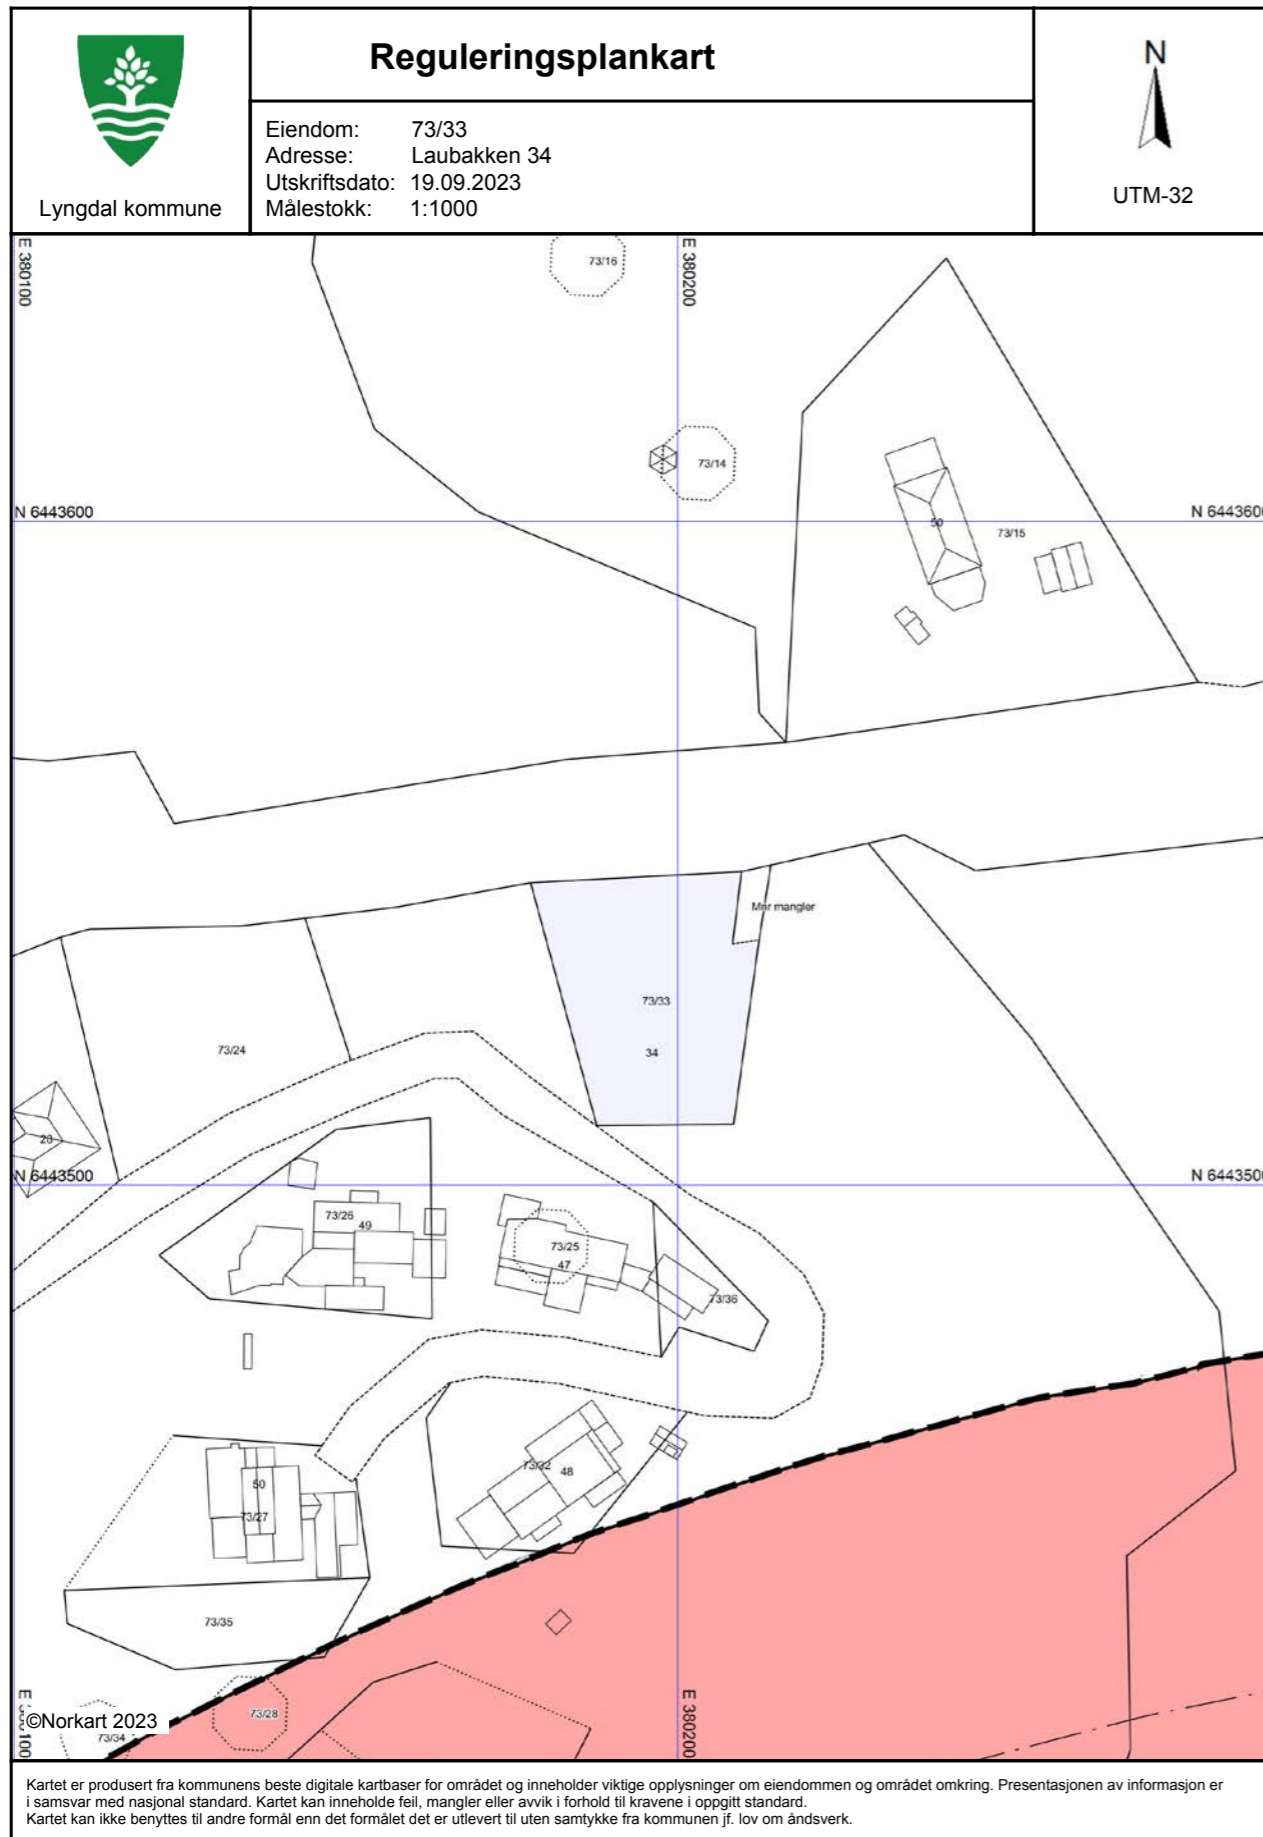 Reguleringsplankart
Eiendom: 73/33
Adresse: Laubakken 34
Utskriftsdato: 19.09.2023
Målestokk: 1:1000
Lyngdal kommune
N
UTM-32
E 380100
E 380200
73/16
73/14
N 6443600
N 6443600
50
73/15
Mnr mangler
73/33
34
73/24
28
N 6443500
N 6443500
73/26
49
73/25
47
73/36
73/32
48
50
73/27
73/35
73/28
73/34
E 380100
E 380200
©Norkart 2023
Kartet er produsert fra kommunens beste digitale kartbaser for området og inneholder viktige opplysninger om eiendommen og området omkring. Presentasjonen av informasjon er
i samsvar med nasjonal standard. Kartet kan inneholde feil, mangler eller avvik i forhold til kravene i oppgitt standard.
Kartet kan ikke benyttes til andre formål enn det formålet det er utlevert til uten samtykke fra kommunen jf. lov om åndsverk.